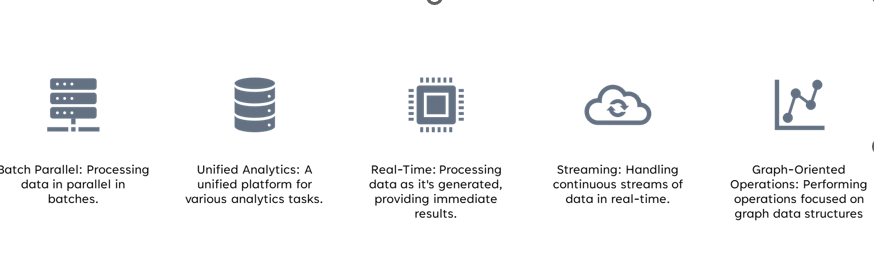 Batch Parallel: Processing
data in parallel in
batches.
Unified Analytics: A
unified platform for
various analytics tasks.
Real-Time: Processing
data as it's generated,
providing immediate
results.
Streaming: Handling
continuous streams of
data in real-time.
Graph-Oriented
Operations: Performing
operations focused on
graph data structures